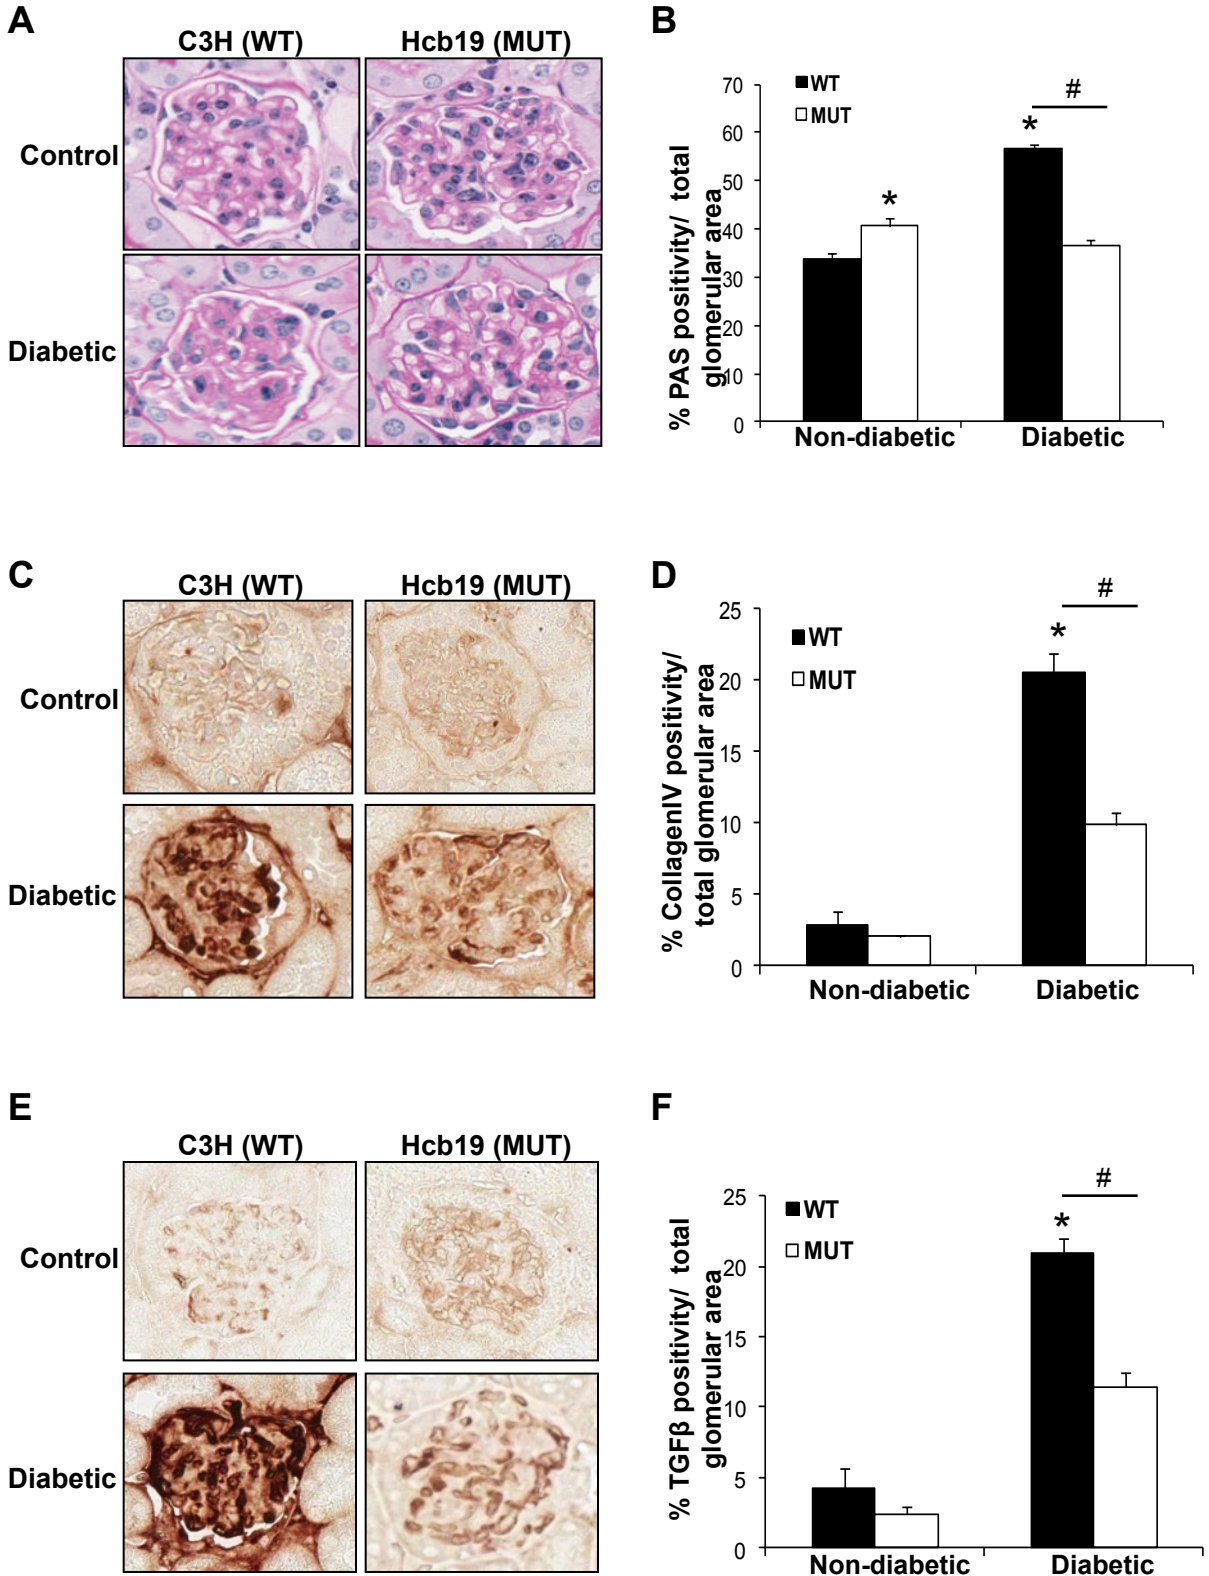 A
C3H (WT)
Hcb19 (MUT)
Control
Diabetic
B
% PAS positivity/ total
glomerular area
70
60
50
40
30
20
10
0
WT
MUT
*
*
#
Non-diabetic
Diabetic
C
C3H (WT)
Hcb19 (MUT)
Control
Diabetic
D
% CollagenIV positivity/
total glomerular area
25
20
15
10
5
0
WT
MUT
*
#
Non-diabetic
Diabetic
E
C3H (WT)
Hcb19 (MUT)
Control
Diabetic
F
% TGFβ positivity/ total
glomerular area
25
20
15
10
5
0
WT
MUT
*
#
Non-diabetic
Diabetic